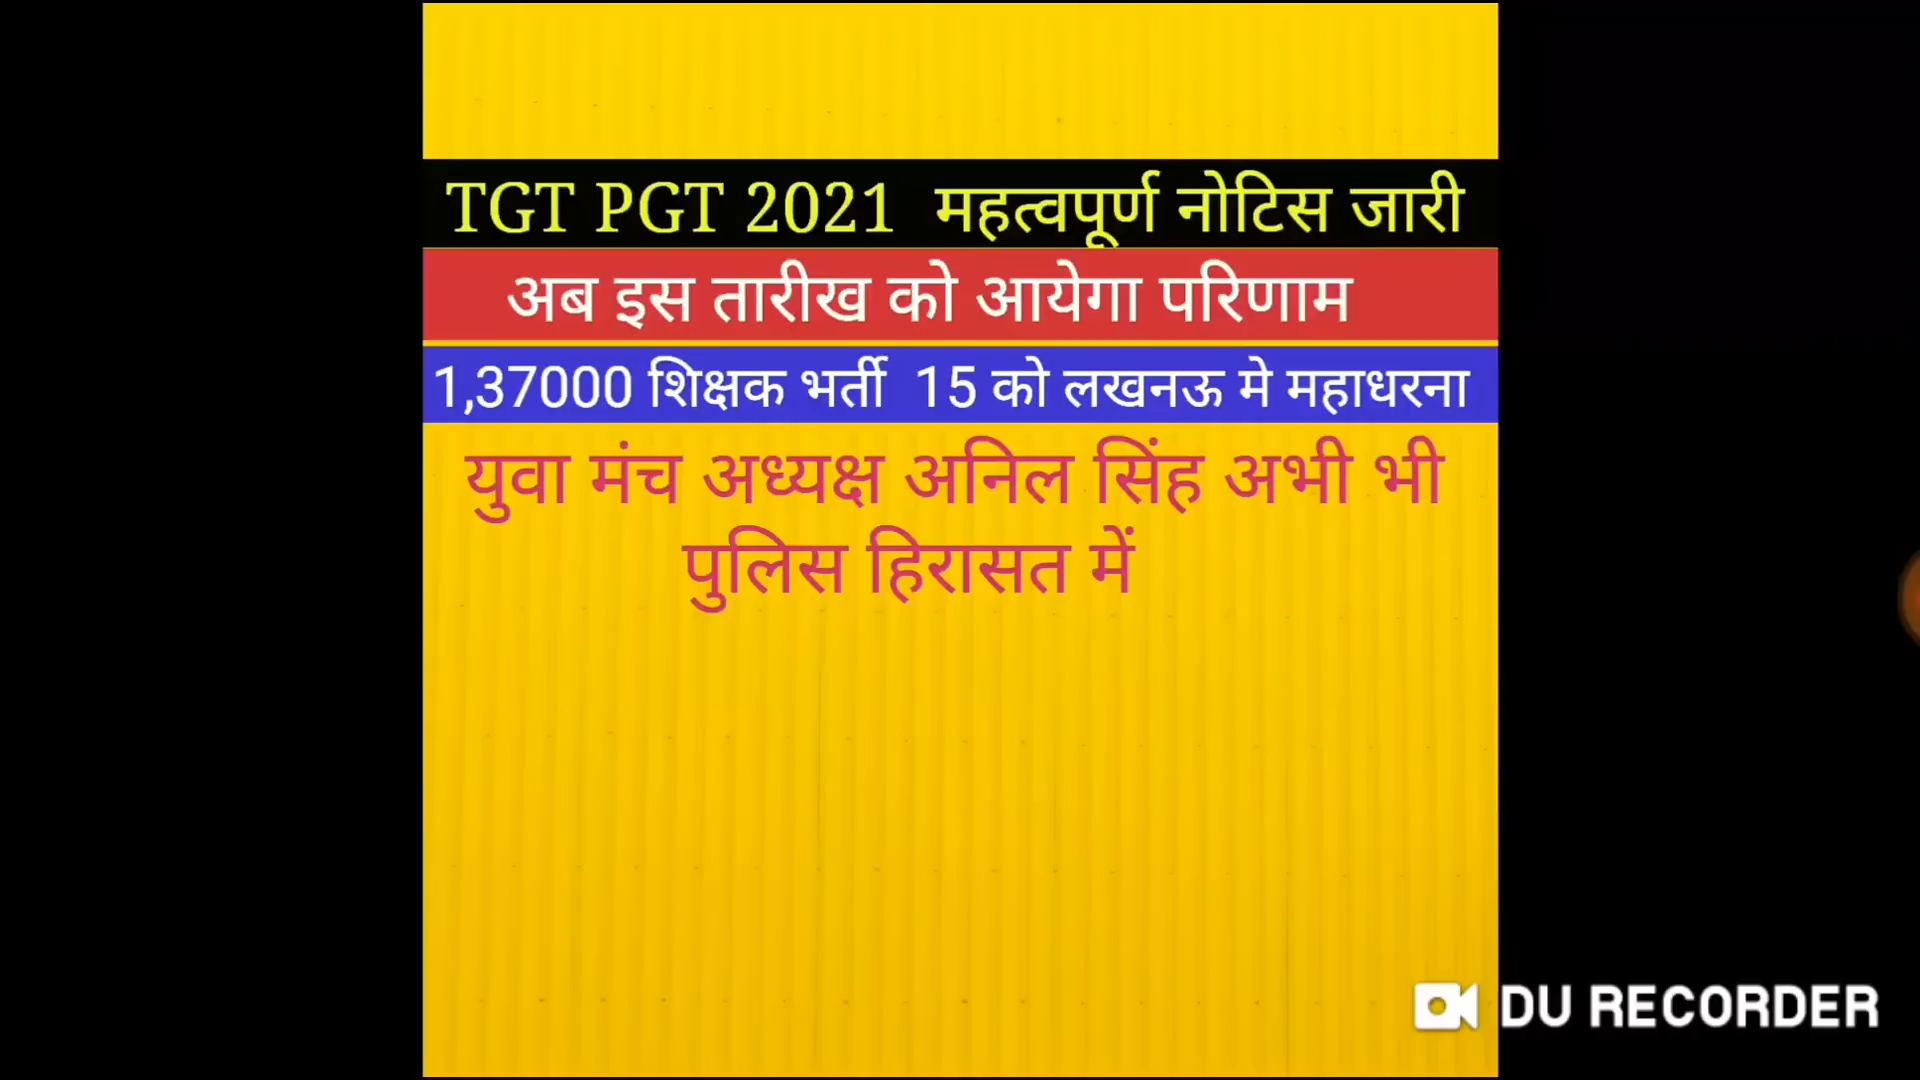 TGT PGT 2021 महत्वपूर्ण नोटिस जारी
अब इस तारीख को आयेगा परिणाम
1,37000 शिक्षक भर्ती 15 को लखनऊ मे महाधरना
युवा मंच अध्यक्ष अनिल सिंह अभी भी
पुलिस हिरासत में
DU RECORDER